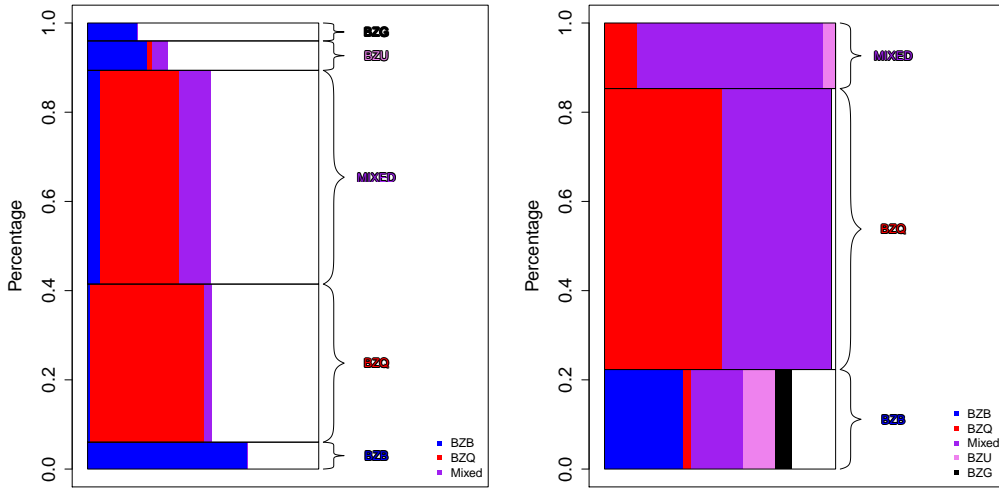 Percentage
1.0
0.8
0.6
0.4
0.2
0.0
BZG
BZU
MIXED
BZQ
BZB
BZB
BZQ
Mixed
Percentage
1.0
0.8
0.6
0.4
0.2
0.0
MIXED
BZQ
BZB
BZB
BZQ
Mixed
BZU
BZG